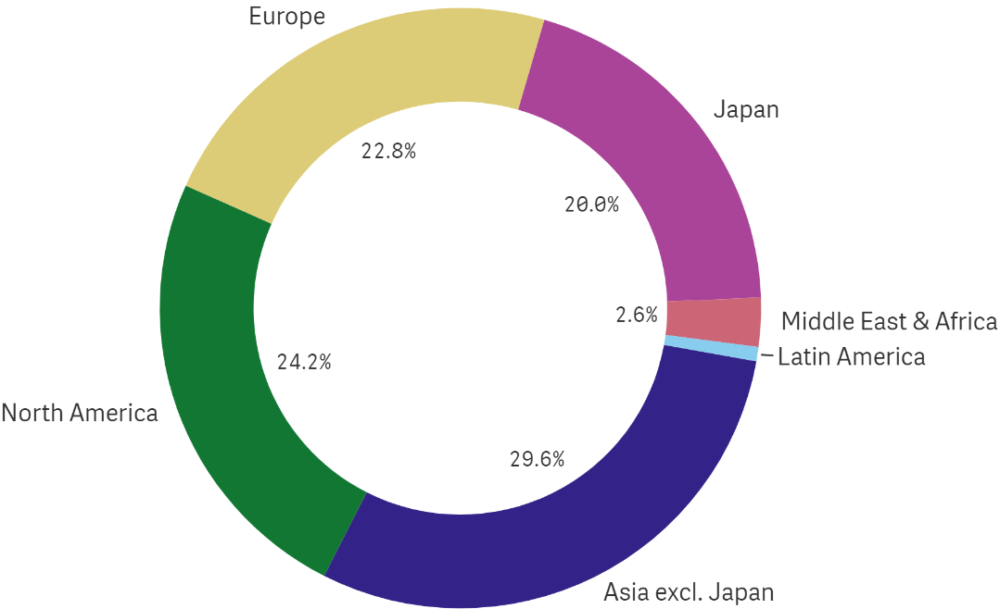 Europe
Japan
22.8%
20.0%
2.6%
Middle East & Africa
Latin America
24.2%
North America
29.6%
Asia excl. Japan